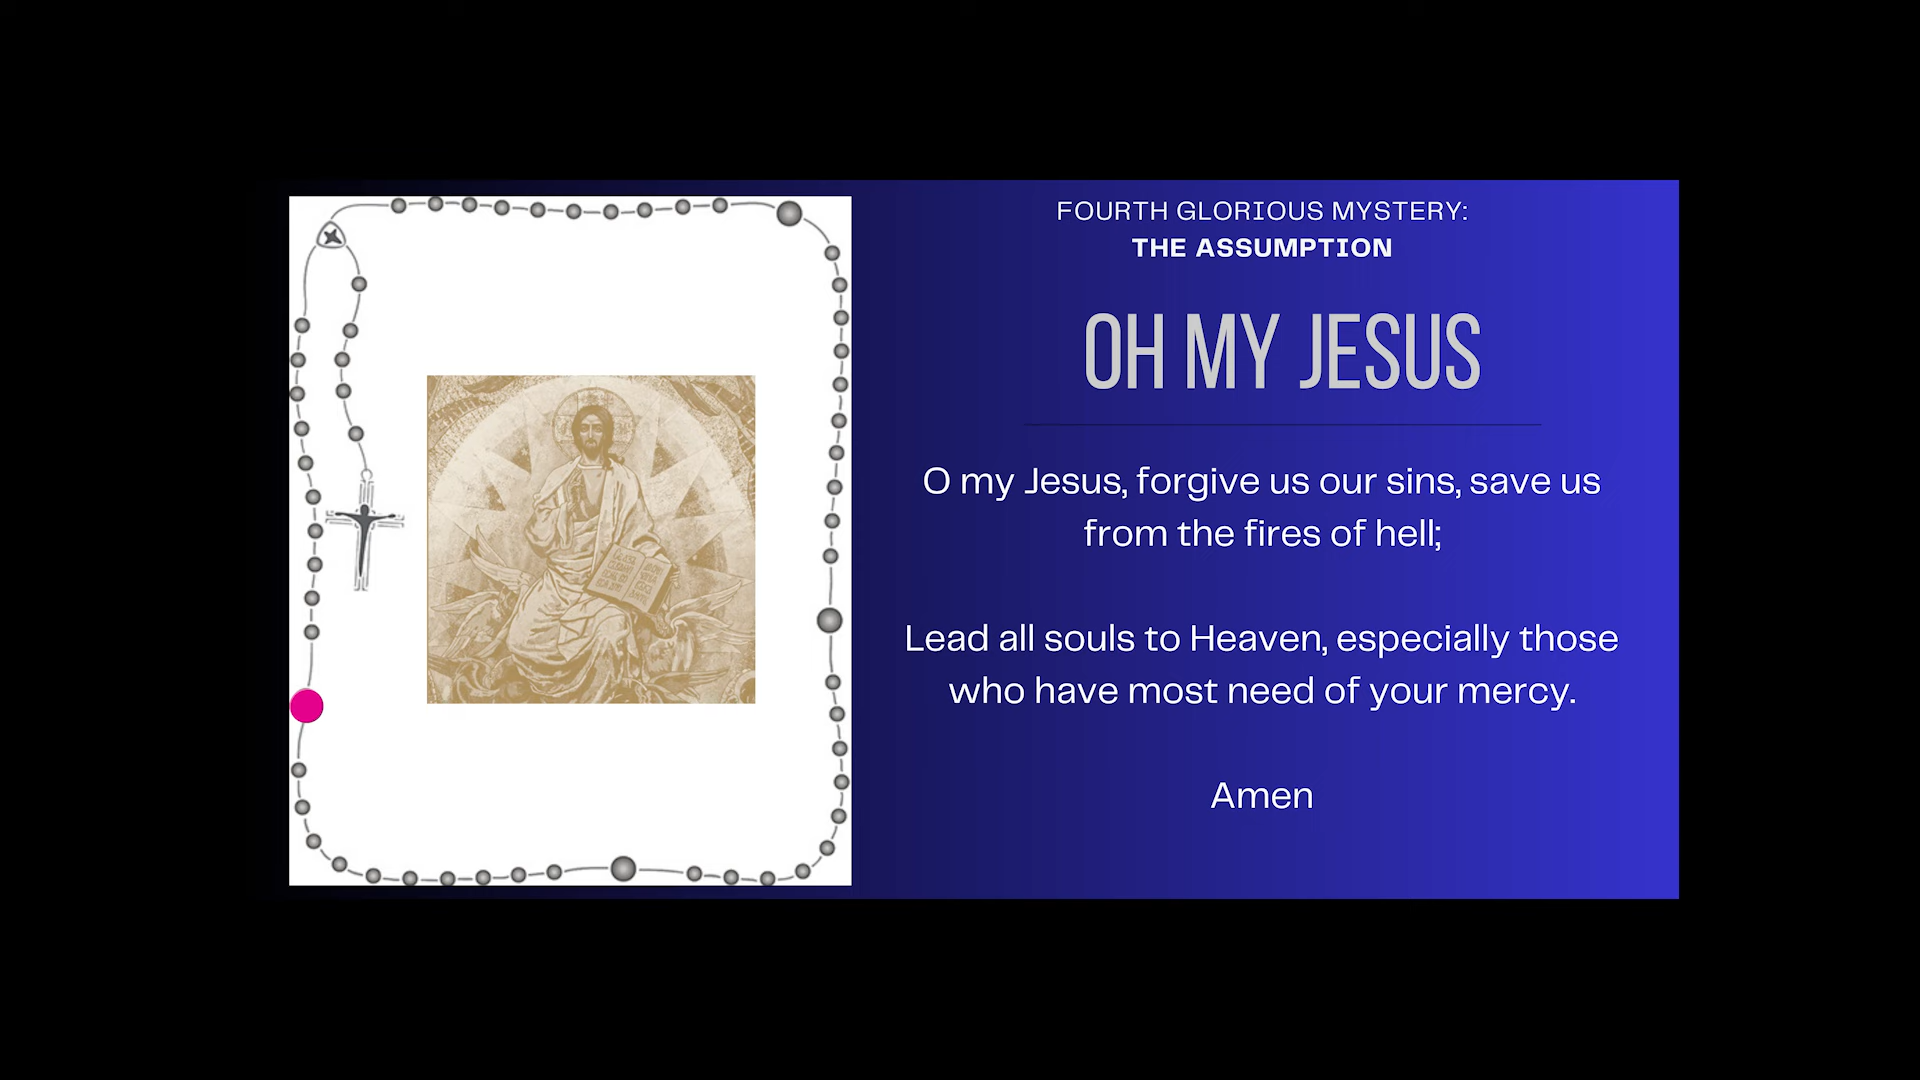 FOURTH GLORIOUS MYSTERY:
THE ASSUMPTION
OH MY JESUS
O my Jesus, forgive us our sins, save us
from the fires of hell;
Lead all souls to Heaven, especially those
who have most need of your mercy.
Amen